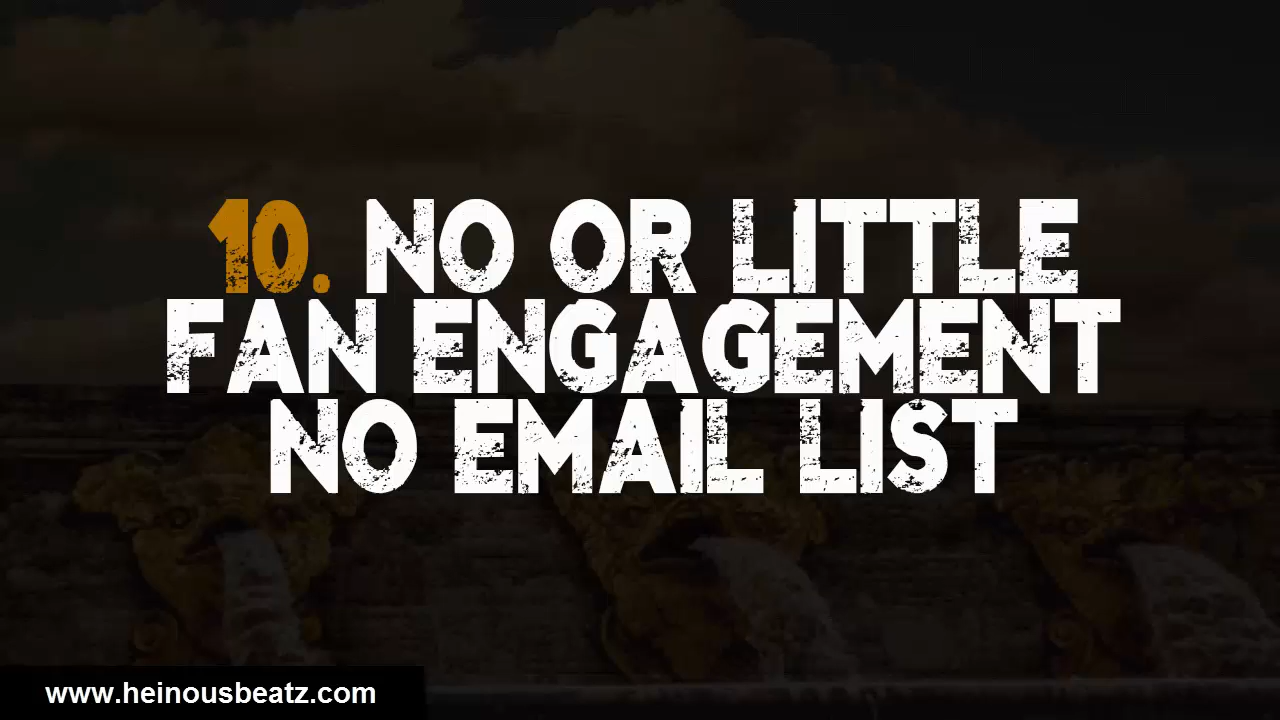 10. NO OR LITTLE
FAN ENGAGEMENT
NO EMAIL LIST
www.heinousbeatz.com